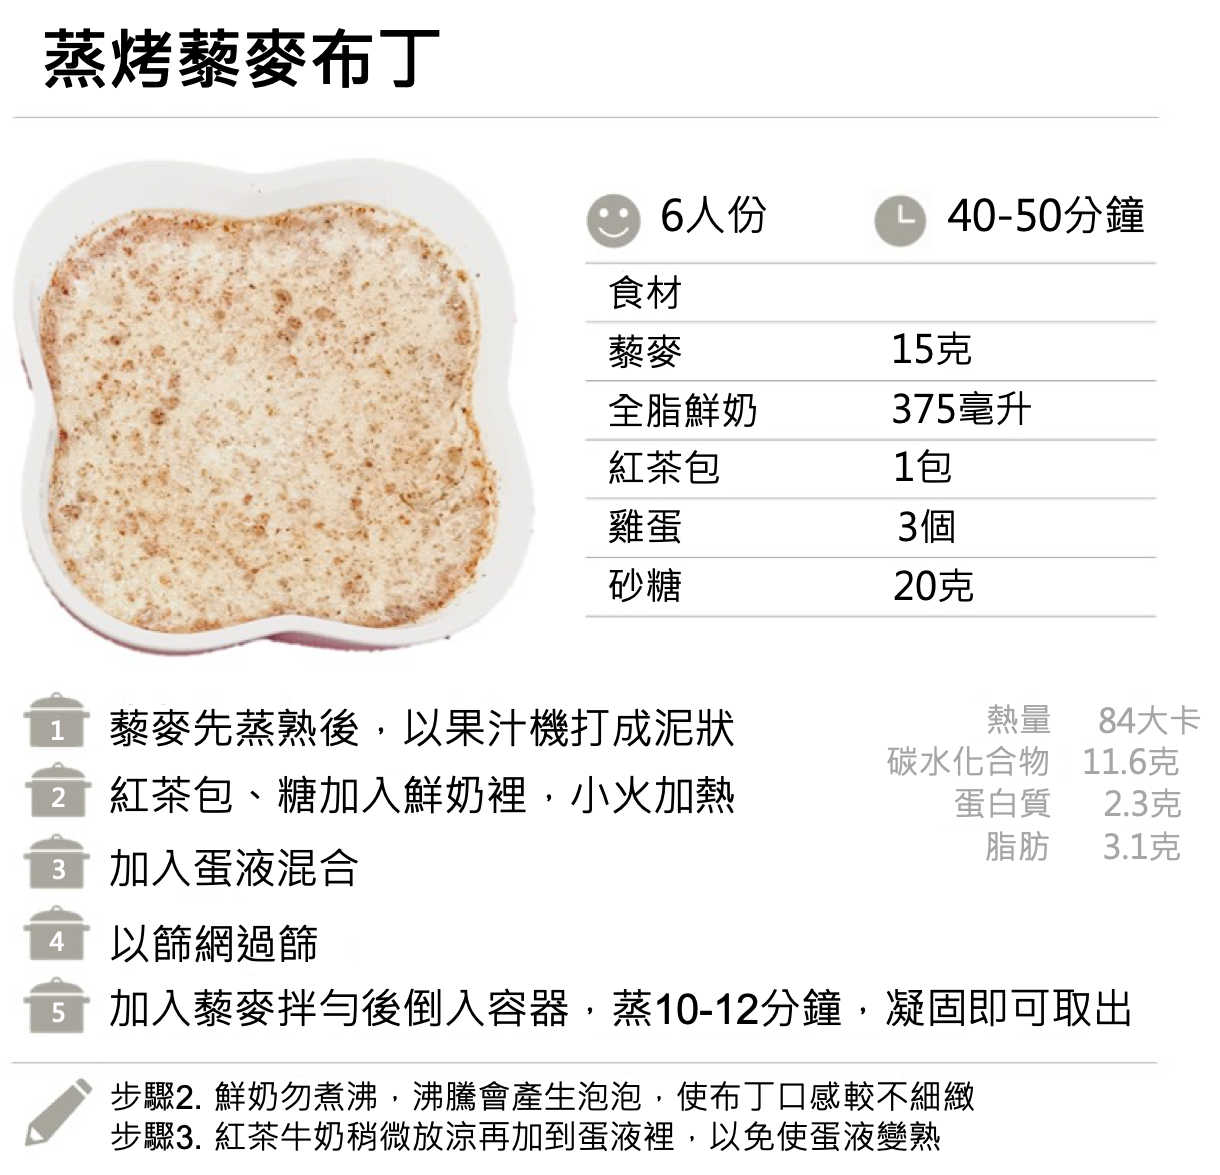 蒸烤藜麥布丁
6人份 40-50分鐘
食材
藜麥 15克
全脂鮮奶 375毫升
紅茶包 1包
雞蛋 3個
砂糖 20克
1 藜麥先蒸熟後，以果汁機打成泥狀
2 紅茶包、糖加入鮮奶裡，小火加熱
3 加入蛋液混合
4 以篩網過篩
5 加入藜麥拌勻後倒入容器，蒸10-12分鐘，凝固即可取出
熱量 84大卡
碳水化合物 11.6克
蛋白質 2.3克
脂肪 3.1克
步驟2. 鮮奶勿煮沸，沸騰會產生泡泡，使布丁口感較不細緻
步驟3. 紅茶牛奶稍微放涼再加到蛋液裡，以免使蛋液變熟